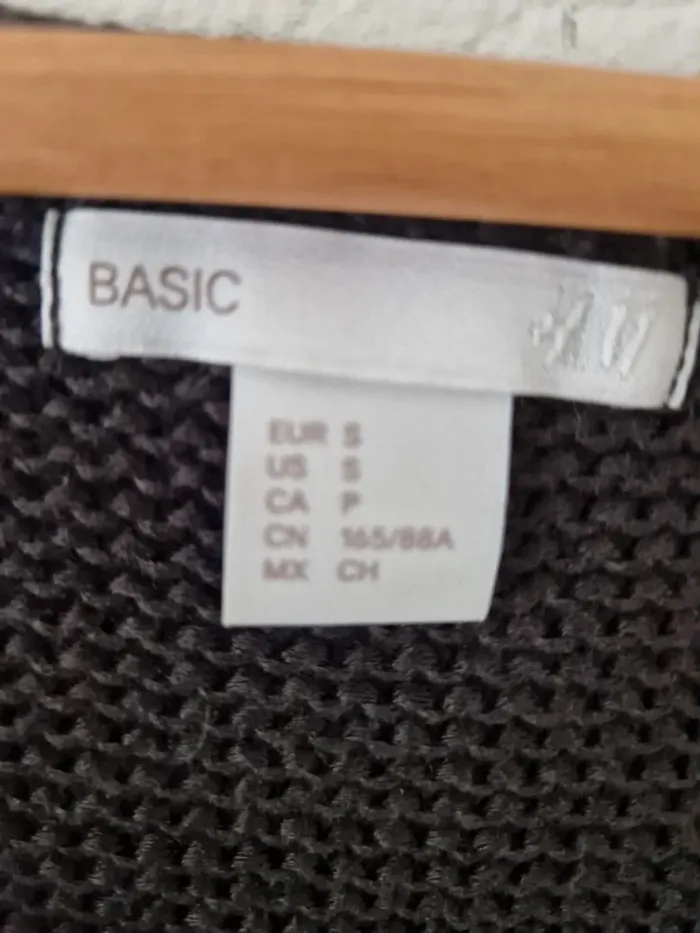 BASIC H&M
EUR S
US S
CA P
CN 165/88A
MX CH